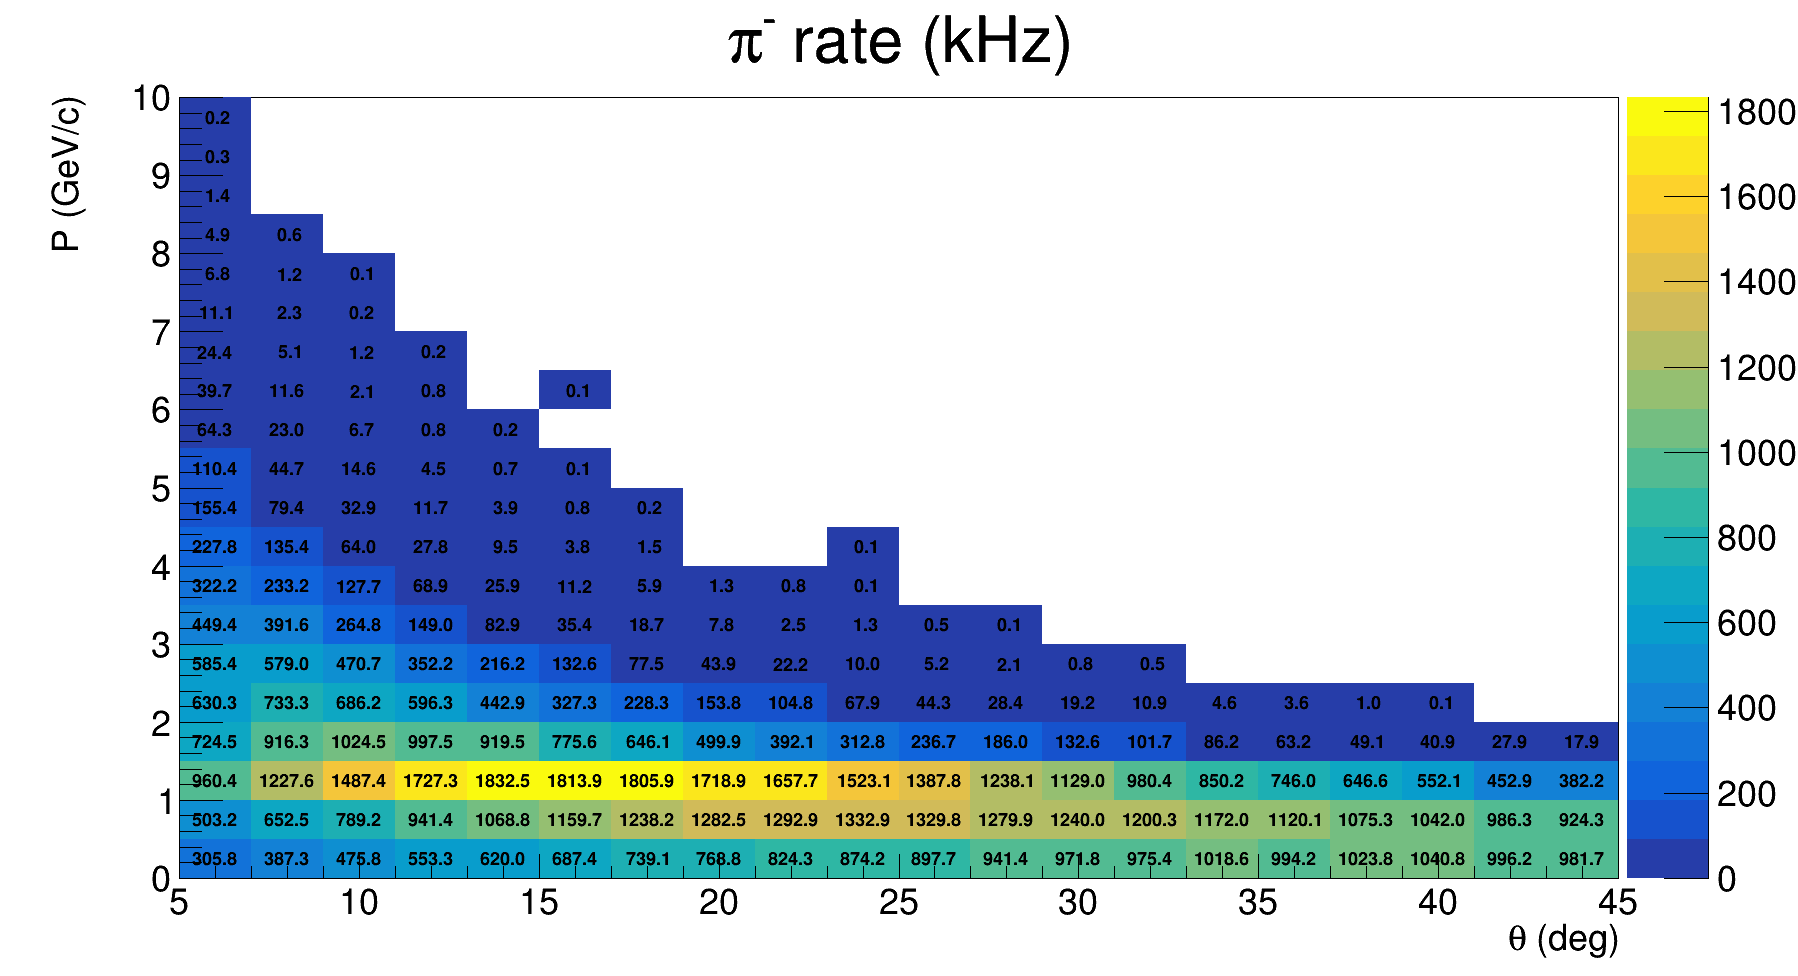 π⁻ rate (kHz)
P (GeV/c)
10
9
8
7
6
5
4
3
2
1
0
0.2
0.3
1.4
4.9 0.6
6.8 1.2 0.1
11.1 2.3 0.2
24.4 5.1 1.2 0.2
39.7 11.6 2.1 0.8 0.1
64.3 23.0 6.7 0.8 0.2
110.4 44.7 14.6 4.5 0.7 0.1
155.4 79.4 32.9 11.7 3.9 0.8 0.2
227.8 135.4 64.0 27.8 9.5 3.8 1.5 0.1
322.2 233.2 127.7 68.9 25.9 11.2 5.9 1.3 0.8 0.1
449.4 391.6 264.8 149.0 82.9 35.4 18.7 7.8 2.5 1.3 0.5 0.1
585.4 579.0 470.7 352.2 216.2 132.6 77.5 43.9 22.2 10.0 5.2 2.1 0.8 0.5
630.3 733.3 686.2 596.3 442.9 327.3 228.3 153.8 104.8 67.9 44.3 28.4 19.2 10.9 4.6 3.6 1.0 0.1
724.5 916.3 1024.5 997.5 919.5 775.6 646.1 499.9 392.1 312.8 236.7 186.0 132.6 101.7 86.2 63.2 49.1 40.9 27.9 17.9
960.4 1227.6 1487.4 1727.3 1832.5 1813.9 1805.9 1718.9 1657.7 1523.1 1387.8 1238.1 1129.0 980.4 850.2 746.0 646.6 552.1 452.9 382.2
503.2 652.5 789.2 941.4 1068.8 1159.7 1238.2 1282.5 1292.9 1332.9 1329.8 1279.9 1240.0 1200.3 1172.0 1120.1 1075.3 1042.0 986.3 924.3
305.8 387.3 475.8 553.3 620.0 687.4 739.1 768.8 824.3 874.2 897.7 941.4 971.8 975.4 1018.6 994.2 1023.8 1040.8 996.2 981.7
5 10 15 20 25 30 35 40 45
θ (deg)
1800
1600
1400
1200
1000
800
600
400
200
0